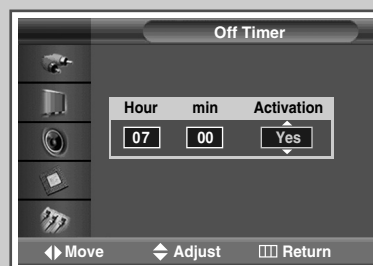 Off Timer
Hour min Activation
07 00 Yes
Move Adjust Return